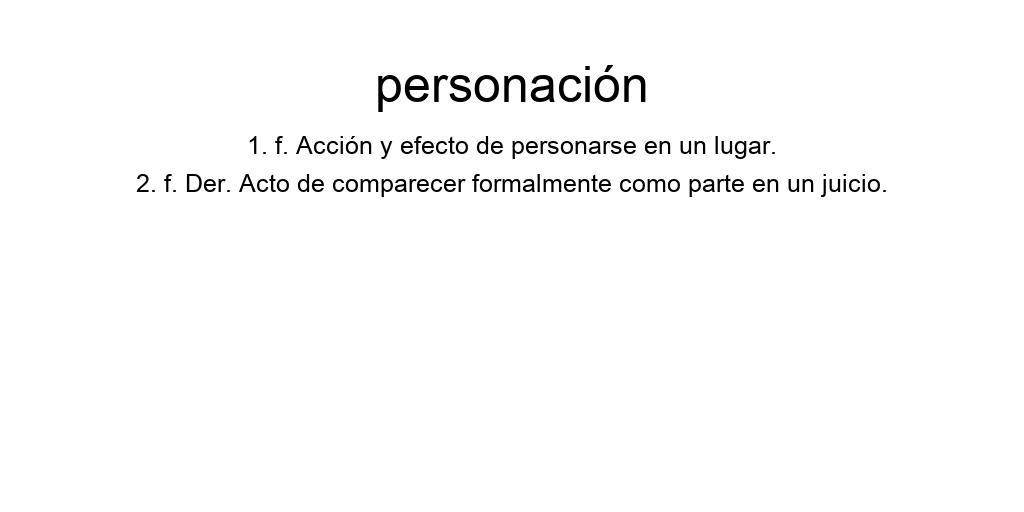 personación
1. f. Acción y efecto de personarse en un lugar.
2. f. Der. Acto de comparecer formalmente como parte en un juicio.